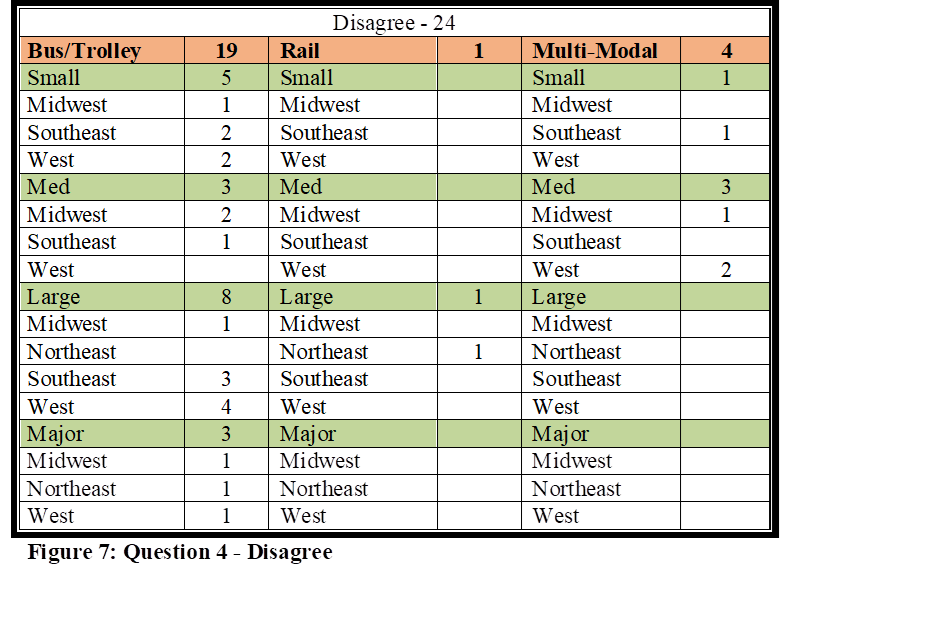 Disagree - 24
Bus/Trolley 19 Rail 1 Multi-Modal 4
Small 5 Small Small 1
Midwest 1 Midwest Midwest
Southeast 2 Southeast Southeast 1
West 2 West West
Med 3 Med Med 3
Midwest 2 Midwest Midwest 1
Southeast 1 Southeast Southeast
West West West 2
Large 8 Large 1 Large
Midwest 1 Midwest Midwest
Northeast Northeast 1 Northeast
Southeast 3 Southeast Southeast
West 4 West West
Major 3 Major Major
Midwest 1 Midwest Midwest
Northeast 1 Northeast Northeast
West 1 West West
Figure 7: Question 4 - Disagree